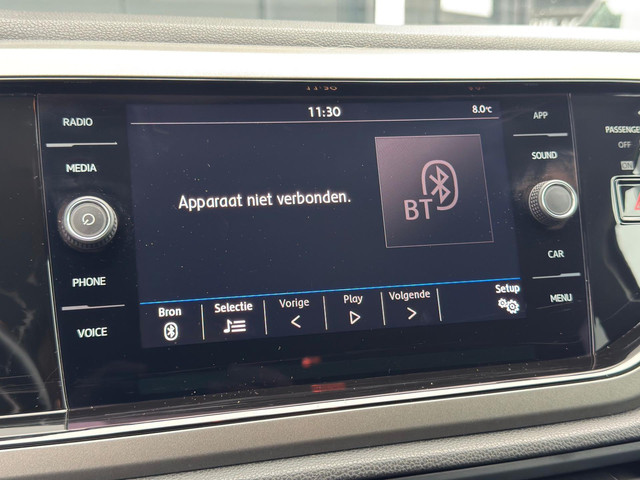 11:30
8.0°C
RADIO
MEDIA
PHONE
VOICE
Apparaat niet verbonden.
BT
Bron
Selectie
Vorige
Play
Volgende
Setup
APP
SOUND
CAR
MENU
OFF